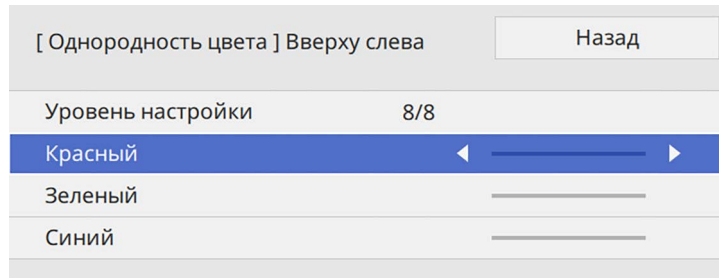 [ Однородность цвета ] Вверху слева
Назад
Уровень настройки 8/8
Красный
Зеленый
Синий